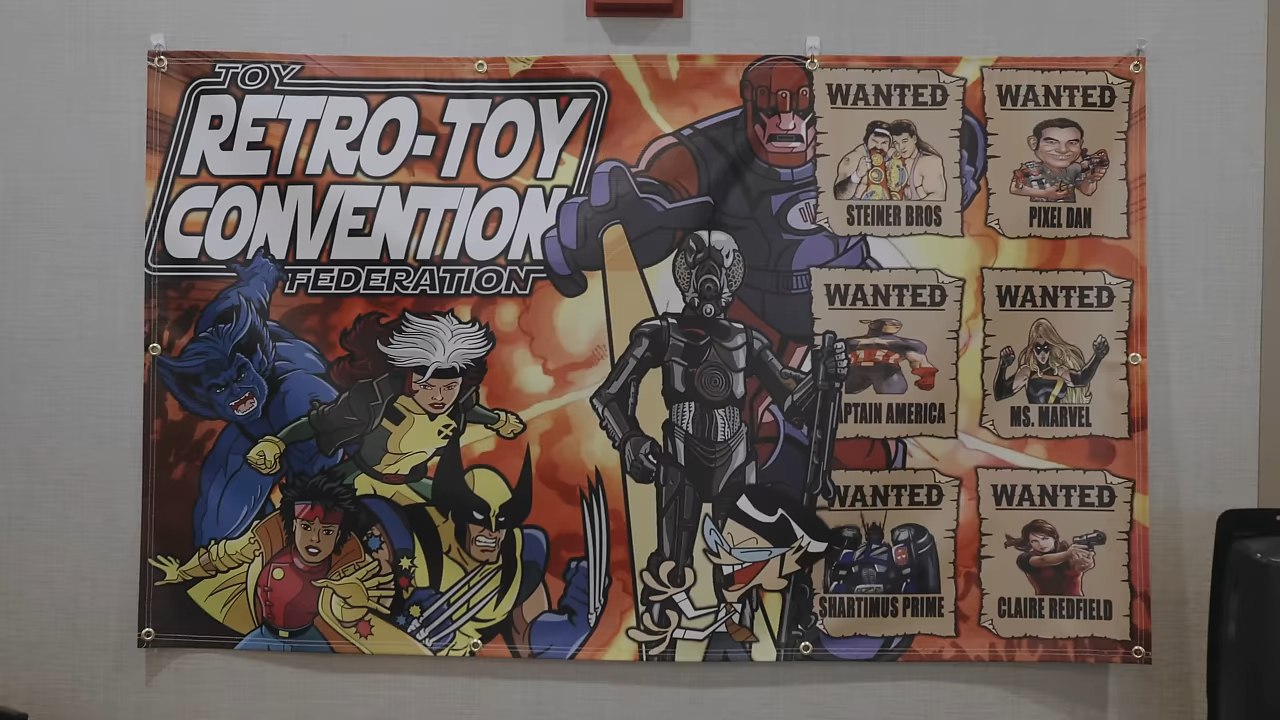 TOY
RETRO-TOY
CONVENTION
FEDERATION
WANTED
STEINER BROS
WANTED
PIXEL DAN
WANTED
PTAIN AMERICA
WANTED
MS. MARVEL
WANTED
SHARTIMUS PRIME
WANTED
CLAIRE REDFIELD